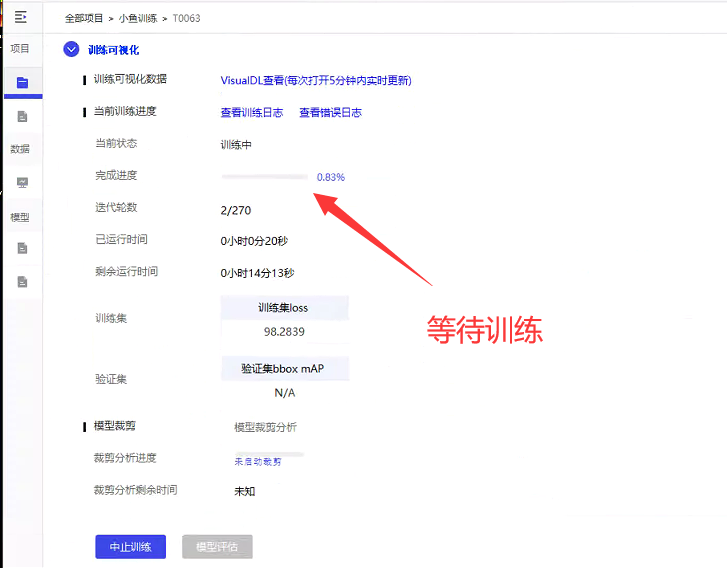 全部项目 > 小鱼训练 > T0063
项目
训练可视化
训练可视化数据 VisualDL查看(每次打开5分钟内实时更新)
当前训练进度 查看训练日志 查看错误日志
数据
当前状态 训练中
完成进度 0.83%
模型
迭代轮数 2/270
已运行时间 0小时0分20秒
剩余运行时间 0小时14分13秒
训练集 训练集loss
98.2839
等待训练
验证集 验证集bbox mAP
N/A
模型裁剪 模型裁剪分析
裁剪分析进度 未启动裁剪
裁剪分析剩余时间 未知
中止训练 模型评估